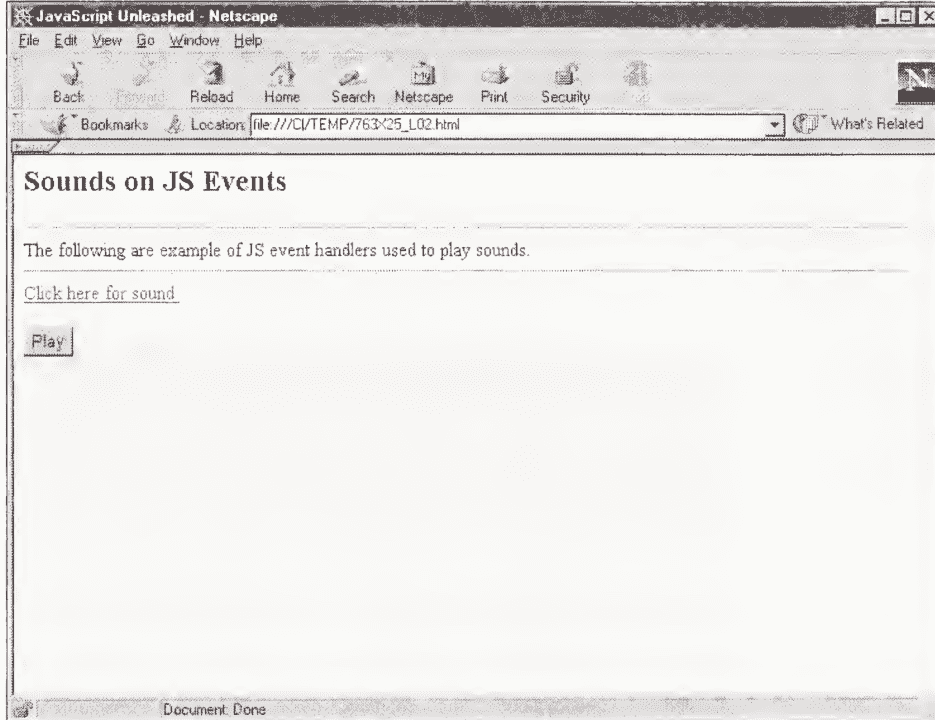 JavaScript Unleashed - Netscape
File Edit View Go Window Help
Back Forward Reload Home Search Netscape Print Security Stop
Bookmarks Location: file:///C|/TEMP/763X25_L02.html What's Related
Sounds on JS Events
The following are example of JS event handlers used to play sounds.
Click here for sound
Play
Document: Done